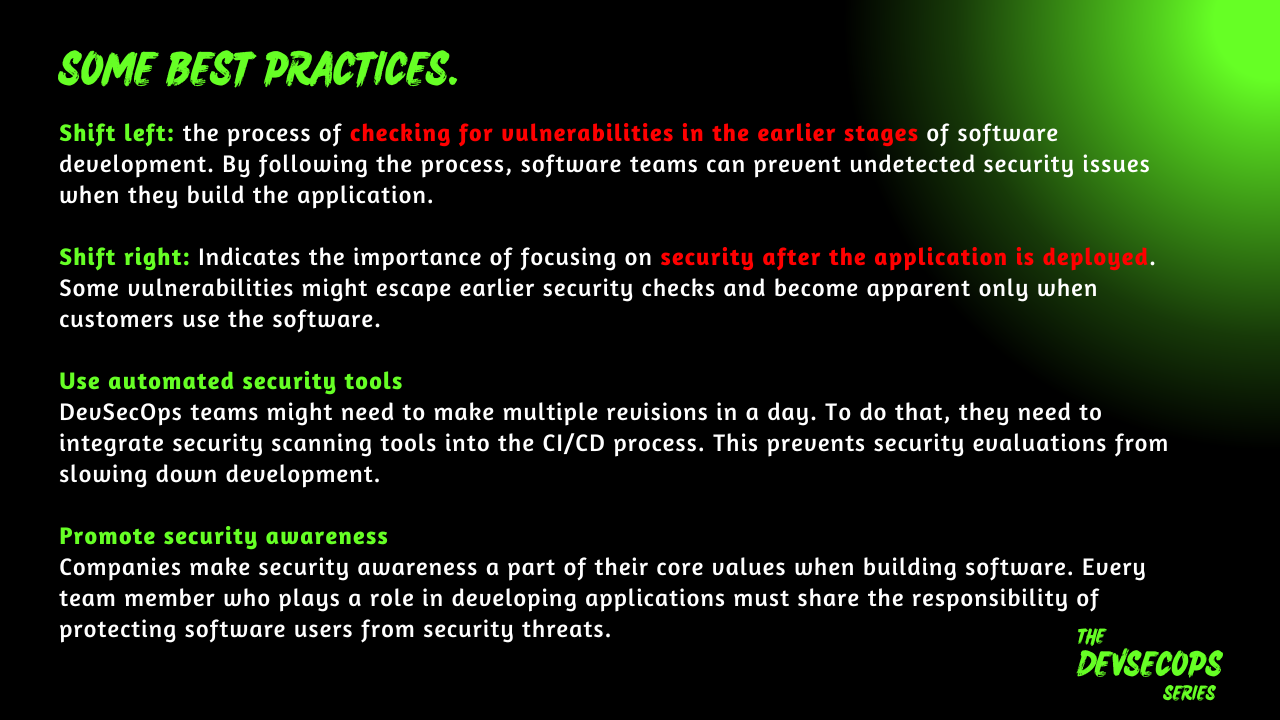 SOME BEST PRACTICES.
Shift left: the process of checking for vulnerabilities in the earlier stages of software
development. By following the process, software teams can prevent undetected security issues
when they build the application.
Shift right: Indicates the importance of focusing on security after the application is deployed.
Some vulnerabilities might escape earlier security checks and become apparent only when
customers use the software.
Use automated security tools
DevSecOps teams might need to make multiple revisions in a day. To do that, they need to
integrate security scanning tools into the CI/CD process. This prevents security evaluations from
slowing down development.
Promote security awareness
Companies make security awareness a part of their core values when building software. Every
team member who plays a role in developing applications must share the responsibility of
protecting software users from security threats.
THE
DEVSECOPS
SERIES